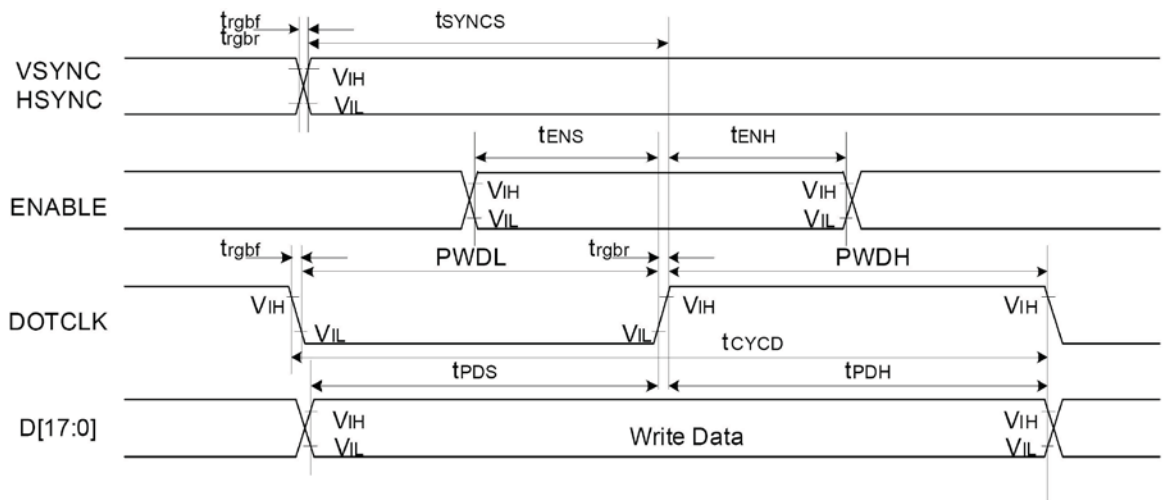 trgbf
trgbr
tSYNCS
VSYNC
HSYNC
VIH
VIL
tENS
tENH
ENABLE
VIH
VIL
VIH
VIL
trgbf
PWDL
trgbr
PWDH
DOTCLK
VIH
VIL
VIL
VIH
VIH
tCYCD
tPDS
tPDH
D[17:0]
VIH
VIL
Write Data
VIH
VIL